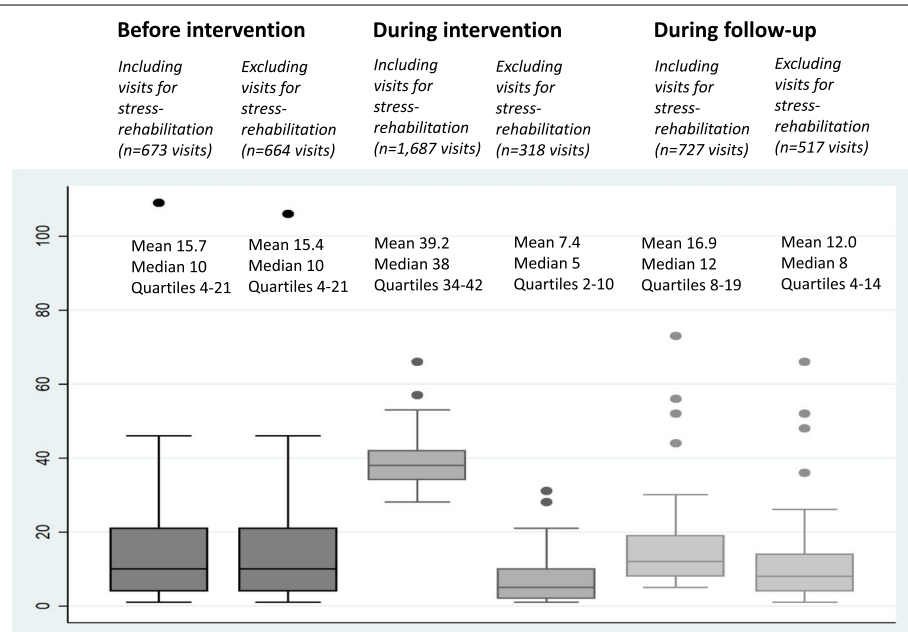 Before intervention
During intervention
During follow-up
Including
visits for
stress-
rehabilitation
(n=673 visits)
Excluding
visits for
stress-
rehabilitation
(n=664 visits)
Including
visits for
stress-
rehabilitation
(n=1,687 visits)
Excluding
visits for
stress-
rehabilitation
(n=318 visits)
Including
visits for
stress-
rehabilitation
(n=727 visits)
Excluding
visits for
stress-
rehabilitation
(n=517 visits)
Mean 15.7
Median 10
Quartiles 4-21
Mean 15.4
Median 10
Quartiles 4-21
Mean 39.2
Median 38
Quartiles 34-42
Mean 7.4
Median 5
Quartiles 2-10
Mean 16.9
Median 12
Quartiles 8-19
Mean 12.0
Median 8
Quartiles 4-14
100
80
60
40
20
0